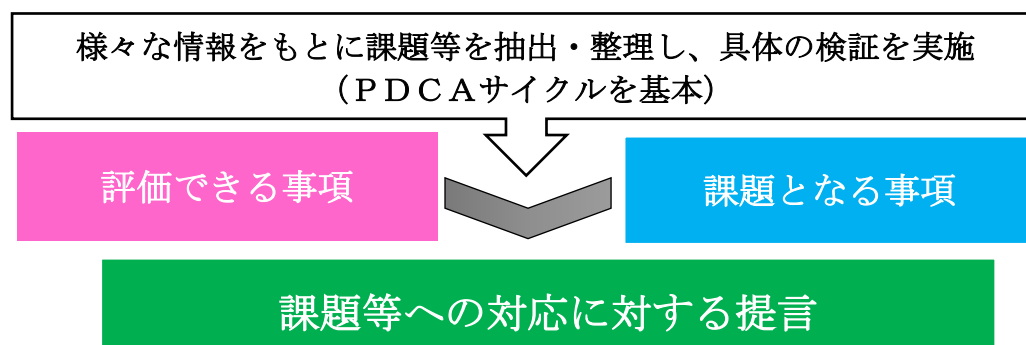 様々な情報をもとに課題等を抽出・整理し、具体の検証を実施
（ＰＤＣＡサイクルを基本）
評価できる事項
課題となる事項
課題等への対応に対する提言